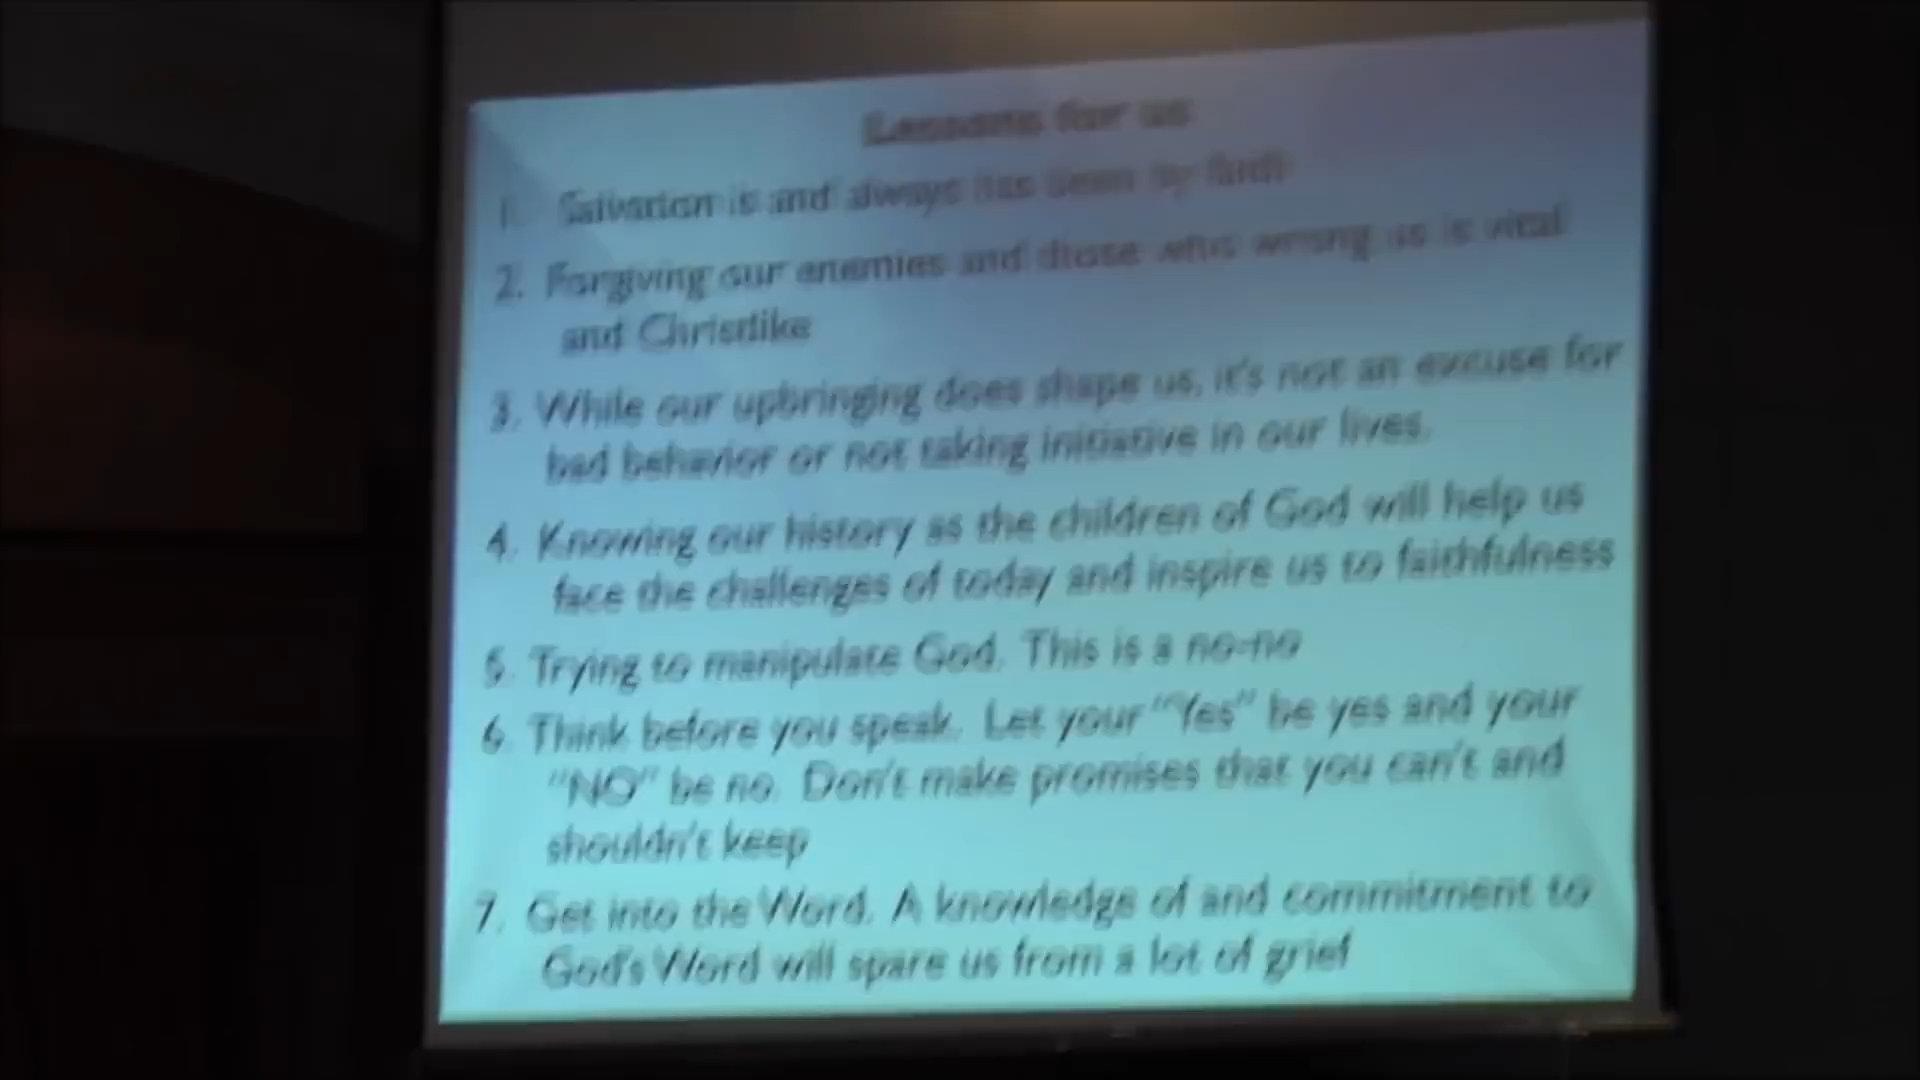 Lessons for us
1. Salvation is and always has been by faith
2. Forgiving our enemies and those who wrong us is vital
and Christlike
3. While our upbringing does shape us, it's not an excuse for
bad behavior or not taking initiative in our lives.
4. Knowing our history as the children of God will help us
face the challenges of today and inspire us to faithfulness
5. Trying to manipulate God. This is a no-no
6. Think before you speak. Let your "Yes" be yes and your
"NO" be no. Don't make promises that you can't and
shouldn't keep
7. Get into the Word. A knowledge of and commitment to
God's Word will spare us from a lot of grief